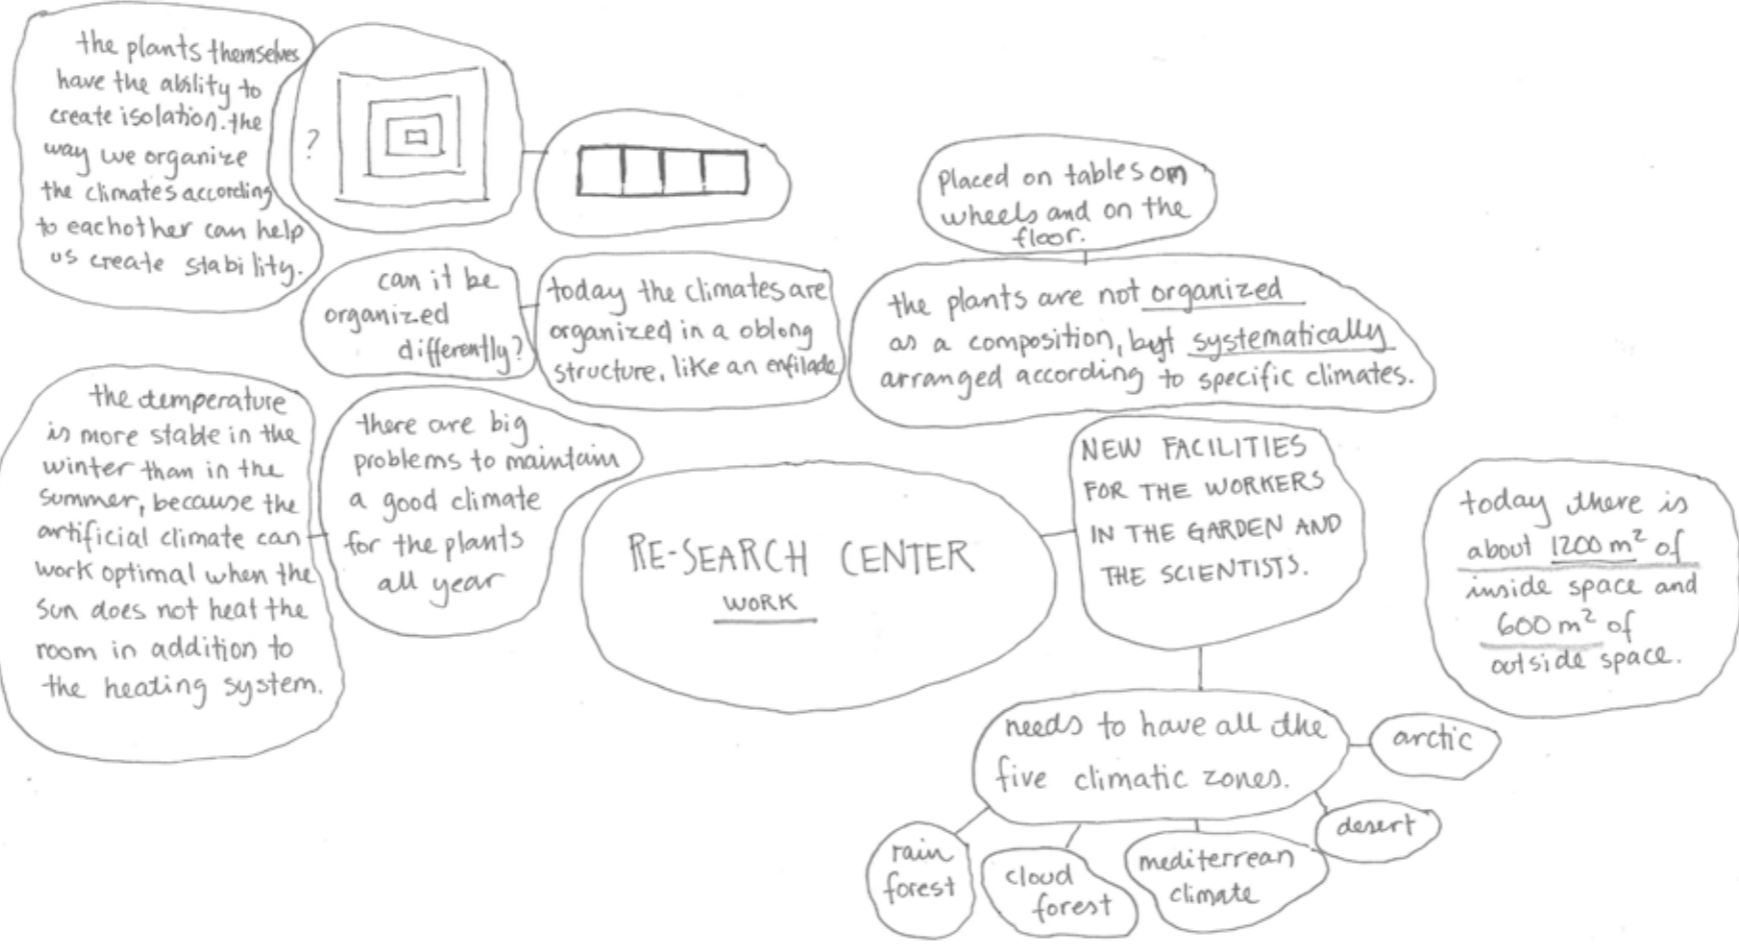 the plants themselves
have the ability to
create isolation. the
way we organize
the climates according
to eachother can help
us create stability.
?
can it be
organized
differently?
today the climates are
organized in a oblong
structure, like an enfilade
placed on tables on
wheels and on the
floor.
the plants are not organized
as a composition, byt systematically
arranged according to specific climates.
the temperature
is more stable in the
winter than in the
summer, because the
artificial climate can
work optimal when the
sun does not heat the
room in addition to
the heating system.
there are big
problems to maintain
a good climate
for the plants
all year
RE-SEARCH CENTER
WORK
NEW FACILITIES
FOR THE WORKERS
IN THE GARDEN AND
THE SCIENTISTS.
today there is
about 1200 m² of
inside space and
600 m² of
outside space.
needs to have all the
five climatic zones.
arctic
desert
mediterrean
climate
cloud
forest
rain
forest